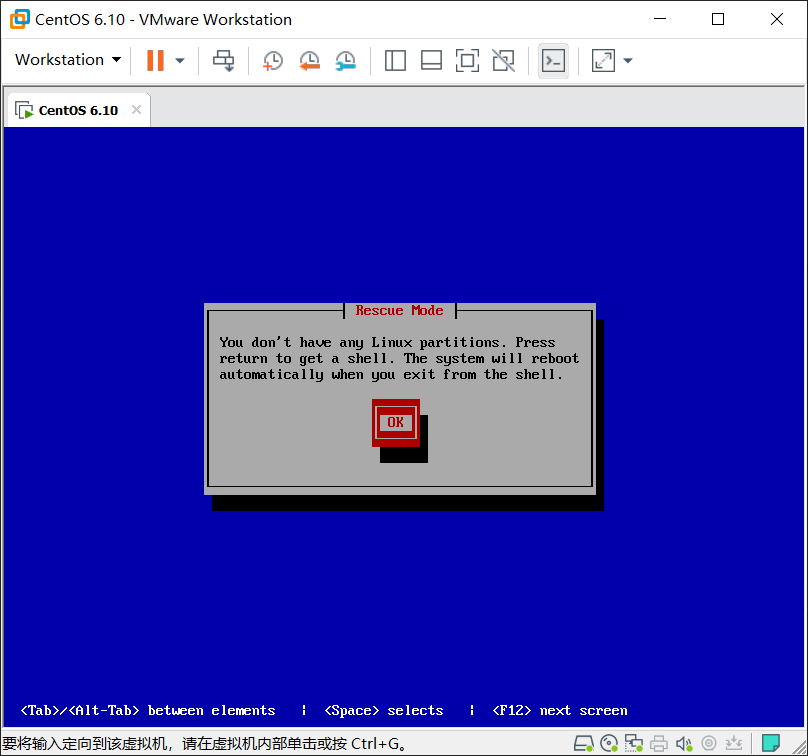 CentOS 6.10 - VMware Workstation
Workstation
CentOS 6.10
Rescue Mode
You don't have any Linux partitions. Press
return to get a shell. The system will reboot
automatically when you exit from the shell.
OK
<Tab>/<Alt-Tab> between elements | <Space> selects | <F12> next screen
要将输入定向到该虚拟机，请在虚拟机内部单击或按 Ctrl+G。